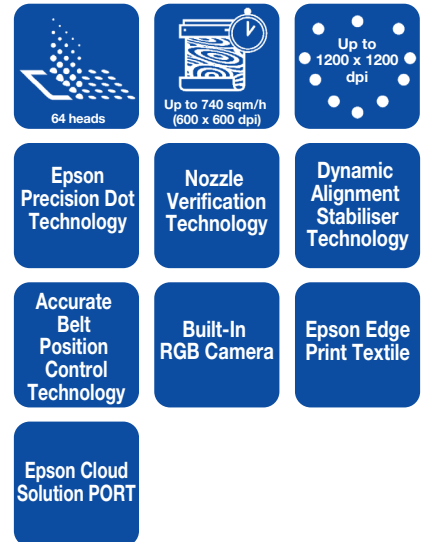 64 heads
Up to 740 sqm/h
(600 x 600 dpi)
Up to
1200 x 1200
dpi
Epson
Precision Dot
Technology
Nozzle
Verification
Technology
Dynamic
Alignment
Stabiliser
Technology
Accurate
Belt
Position
Control
Technology
Built-In
RGB Camera
Epson Edge
Print Textile
Epson Cloud
Solution PORT